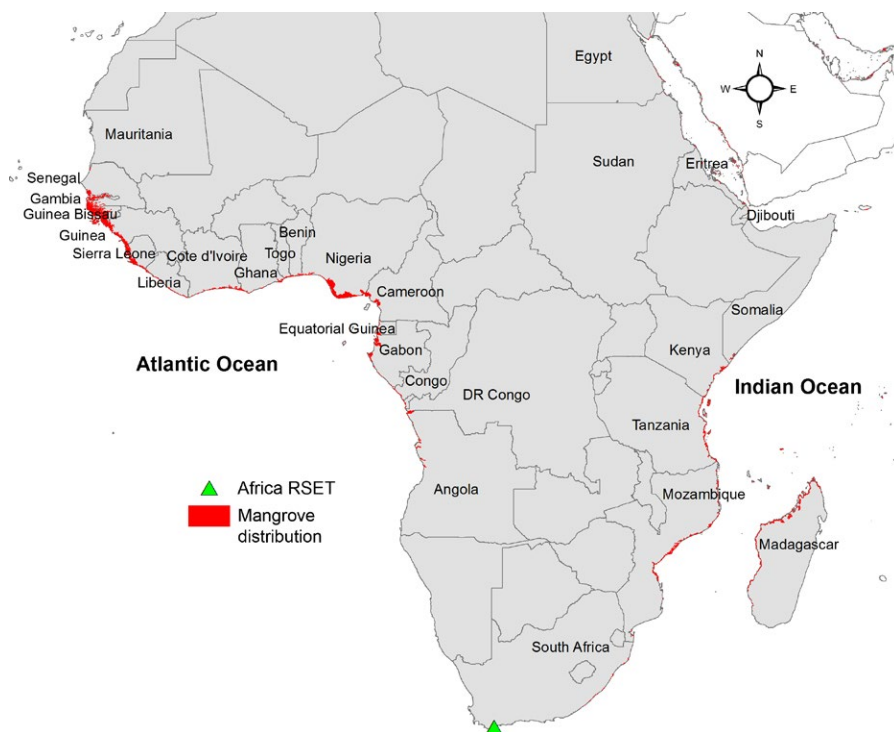 Egypt
N
W
E
S
Mauritania
Sudan
Eritrea
Senegal
Gambia
Guinea Bissau
Djibouti
Guinea
Benin
Sierra Leone
Cote d'Ivoire
Togo
Nigeria
Ghana
Liberia
Cameroon
Somalia
Equatorial Guinea
Gabon
Kenya
Atlantic Ocean
Congo
Indian Ocean
DR Congo
Tanzania
Africa RSET
Angola
Mozambique
Mangrove
distribution
Madagascar
South Africa